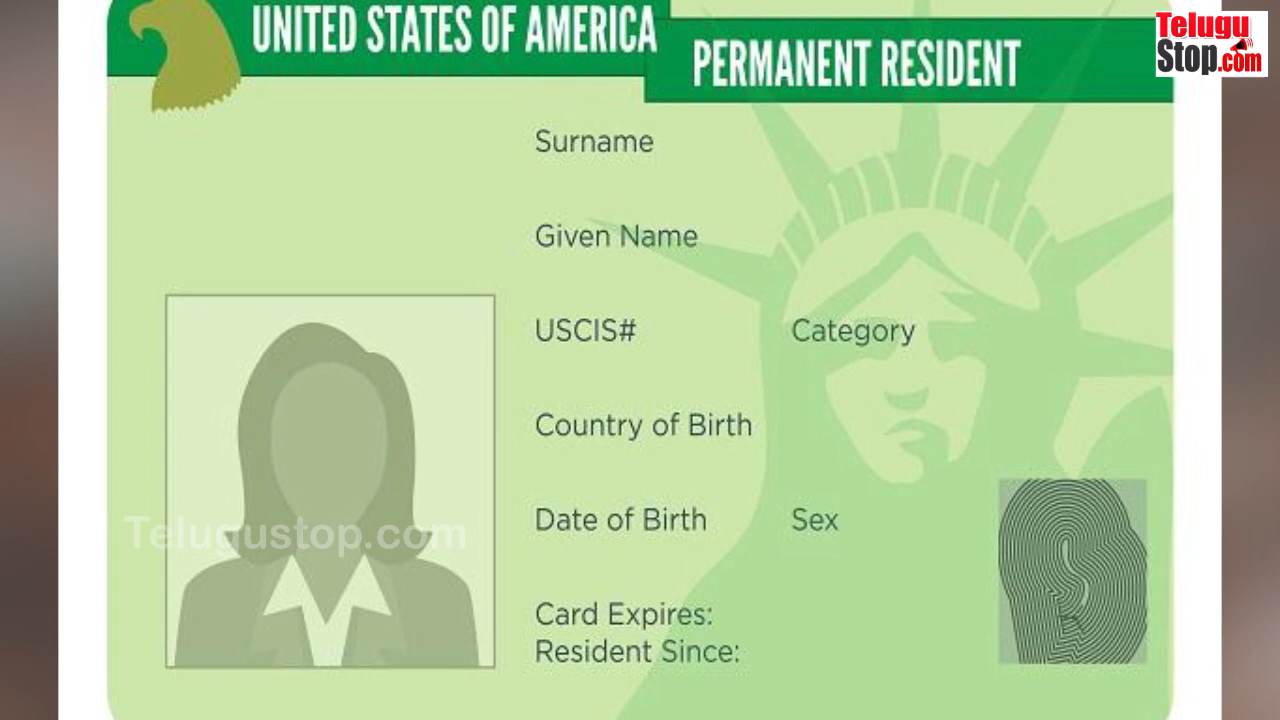 UNITED STATES OF AMERICA
PERMANENT RESIDENT
Telugu
Stop.com
Surname
Given Name
USCIS#
Category
Country of Birth
Telugustop.com
Date of Birth
Sex
Card Expires:
Resident Since: